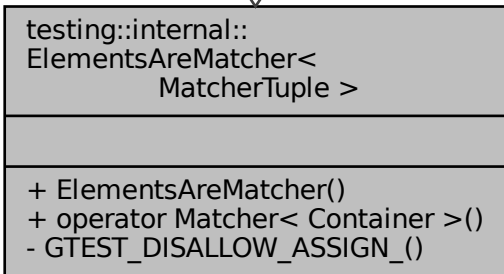 testing::internal::
ElementsAreMatcher<
MatcherTuple >
+ ElementsAreMatcher()
+ operator Matcher< Container >()
- GTEST_DISALLOW_ASSIGN_()